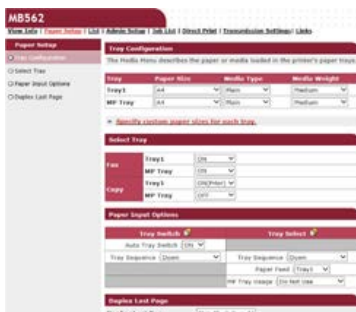 MB562
View Info | Paper Setup | List | Admin Setup | Job List | Direct Print | Transmission Settings | Links
Paper Setup
Tray Configuration
Select Tray
Paper Input Options
Duplex Last Page
Tray Configuration
The Media Menu describes the paper or media loaded in the printer's paper trays
Tray Paper Size Media Type Media Weight
Tray1 A4 Plain Medium
MP Tray A4 Plain Medium
Specify custom paper sizes for each tray.
Select Tray
Fax Tray1 ON
MP Tray ON
Copy Tray1 ON(Prior)
MP Tray OFF
Paper Input Options
Tray Switch Tray Select
Auto Tray Switch ON
Tray Sequence Down Tray Sequence Down
Paper Feed Tray1
MP Tray Usage Do Not Use
Duplex Last Page